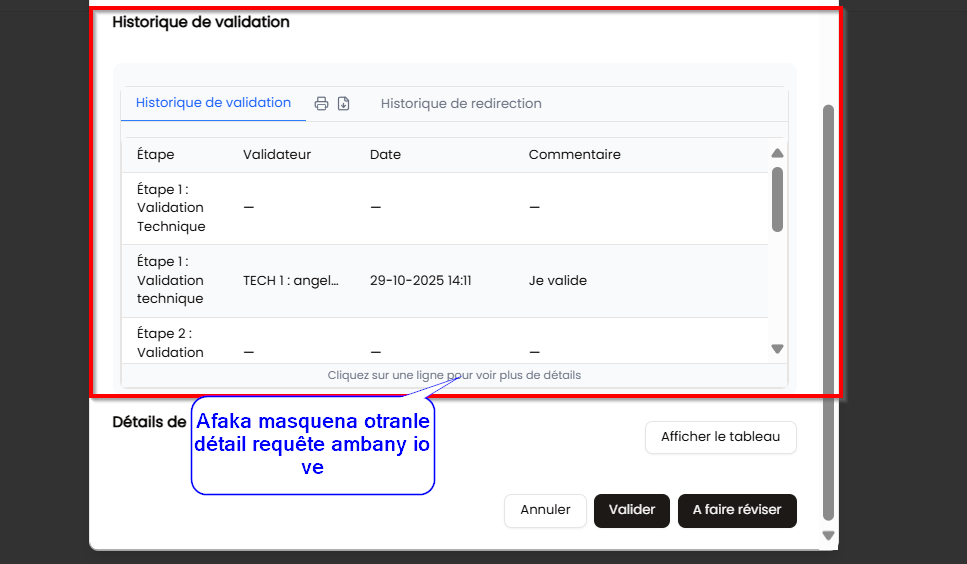 Historique de validation
Historique de validation Historique de redirection
Étape Validateur Date Commentaire
Étape 1 :
Validation
Technique
— — —
Étape 1 :
Validation
technique
TECH 1 : angel... 29-10-2025 14:11 Je valide
Étape 2 :
Validation
— — —
Cliquez sur une ligne pour voir plus de détails
Détails de
Afaka masquena otranle
détail requête ambany io
ve
Afficher le tableau
Annuler Valider A faire réviser